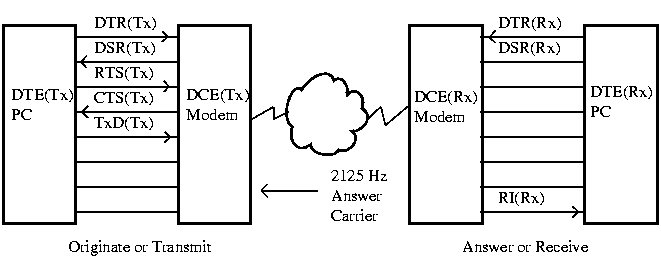 DTR(Tx)
DSR(Tx)
RTS(Tx)
CTS(Tx)
TxD(Tx)
DTE(Tx)
PC
DCE(Tx)
Modem
2125 Hz
Answer
Carrier
DCE(Rx)
Modem
DTR(Rx)
DSR(Rx)
RI(Rx)
DTE(Rx)
PC
Originate or Transmit
Answer or Receive